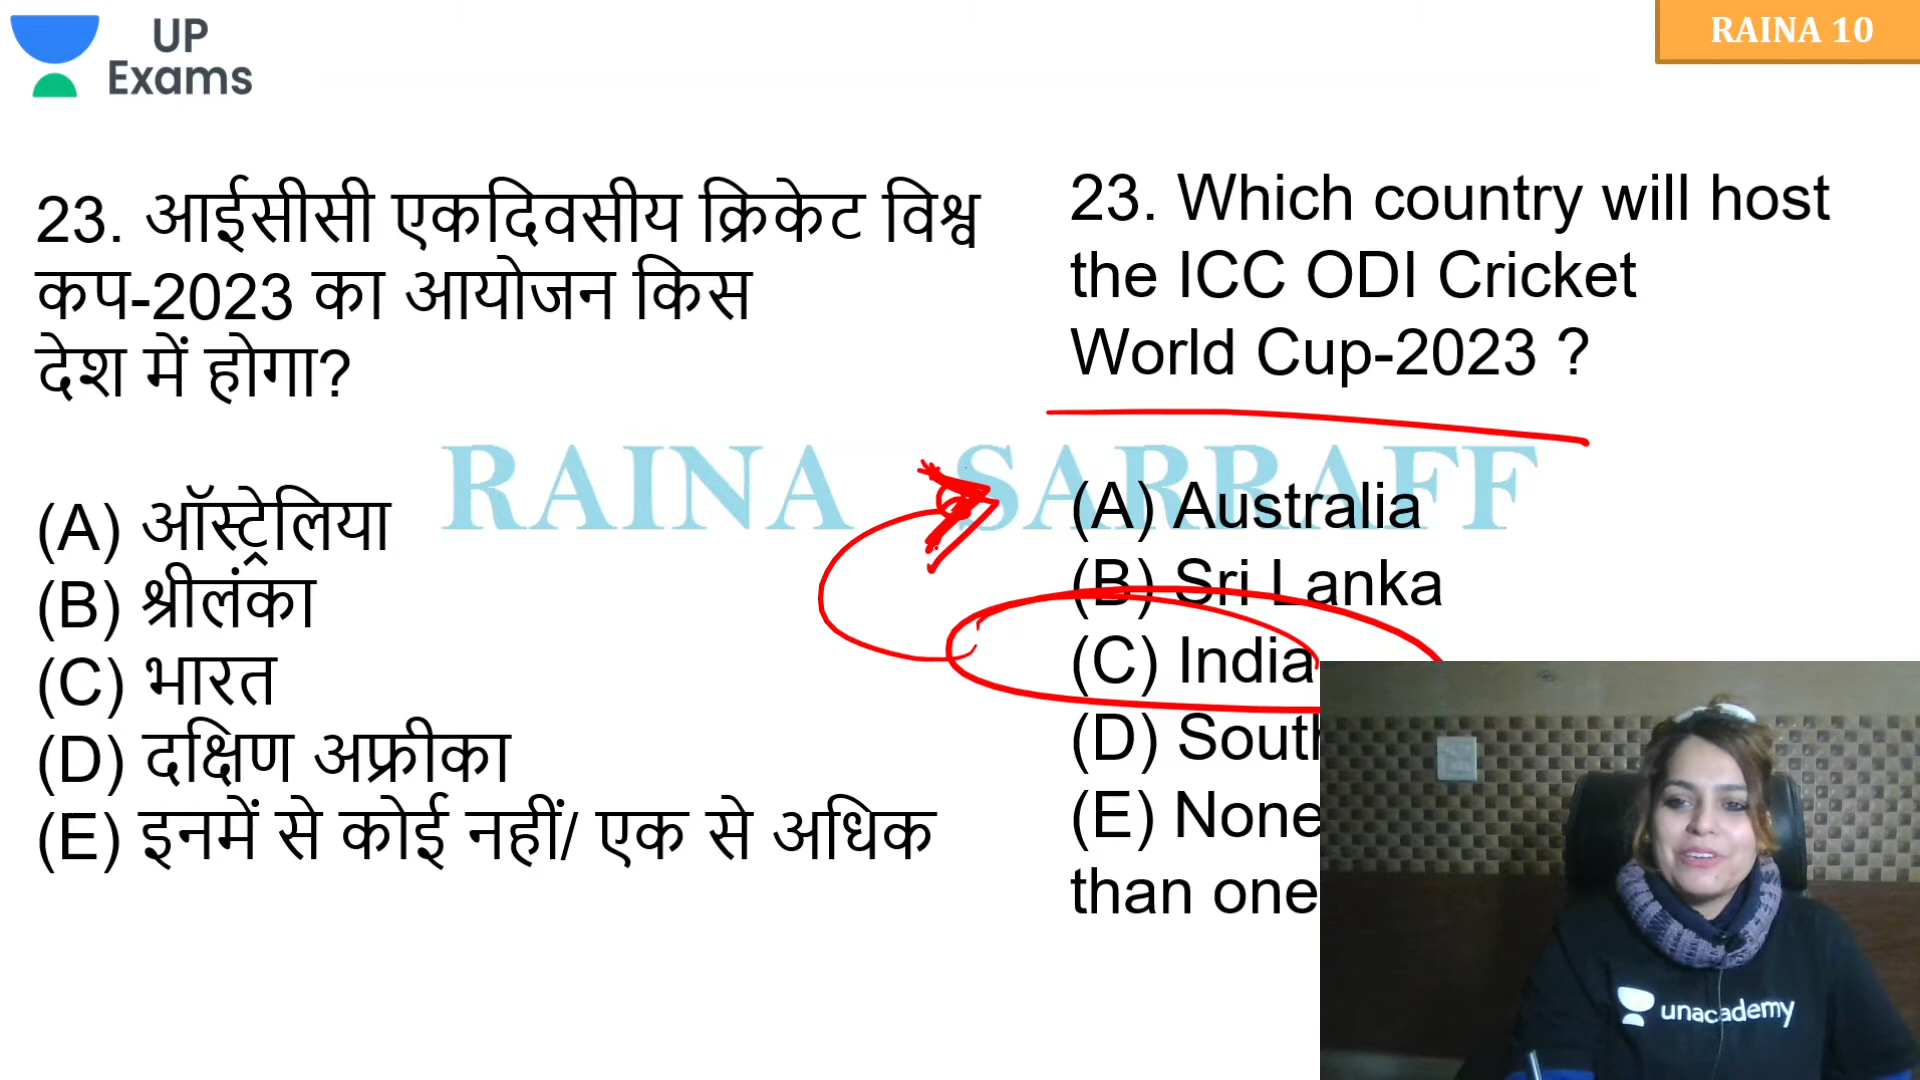 UP
Exams
RAINA 10
23. आईसीसी एकदिवसीय क्रिकेट विश्व
कप-2023 का आयोजन किस
देश में होगा?
(A) ऑस्ट्रेलिया
(B) श्रीलंका
(C) भारत
(D) दक्षिण अफ्रीका
(E) इनमें से कोई नहीं/ एक से अधिक
23. Which country will host
the ICC ODI Cricket
World Cup-2023 ?
RAINA SARRAFF
(A) Australia
(B) Sri Lanka
(C) India
(D) South
(E) None
than one
unacademy